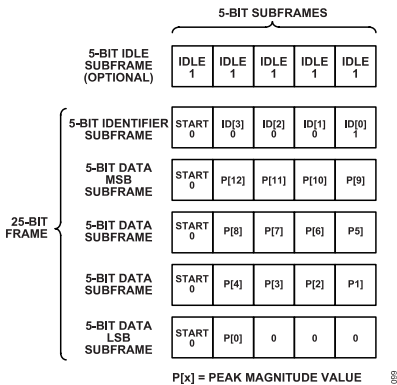 5-BIT SUBFRAMES
5-BIT IDLE
SUBFRAME
(OPTIONAL)
IDLE
1
IDLE
1
IDLE
1
IDLE
1
IDLE
1
25-BIT
FRAME
5-BIT IDENTIFIER
SUBFRAME
START
0
ID[3]
0
ID[2]
0
ID[1]
0
ID[0]
1
5-BIT DATA
MSB
SUBFRAME
START
0
P[12]
P[11]
P[10]
P[9]
5-BIT DATA
SUBFRAME
START
0
P[8]
P[7]
P[6]
P5]
5-BIT DATA
SUBFRAME
START
0
P[4]
P[3]
P[2]
P1]
5-BIT DATA
LSB
SUBFRAME
START
0
P[0]
0
0
0
P[x] = PEAK MAGNITUDE VALUE
099